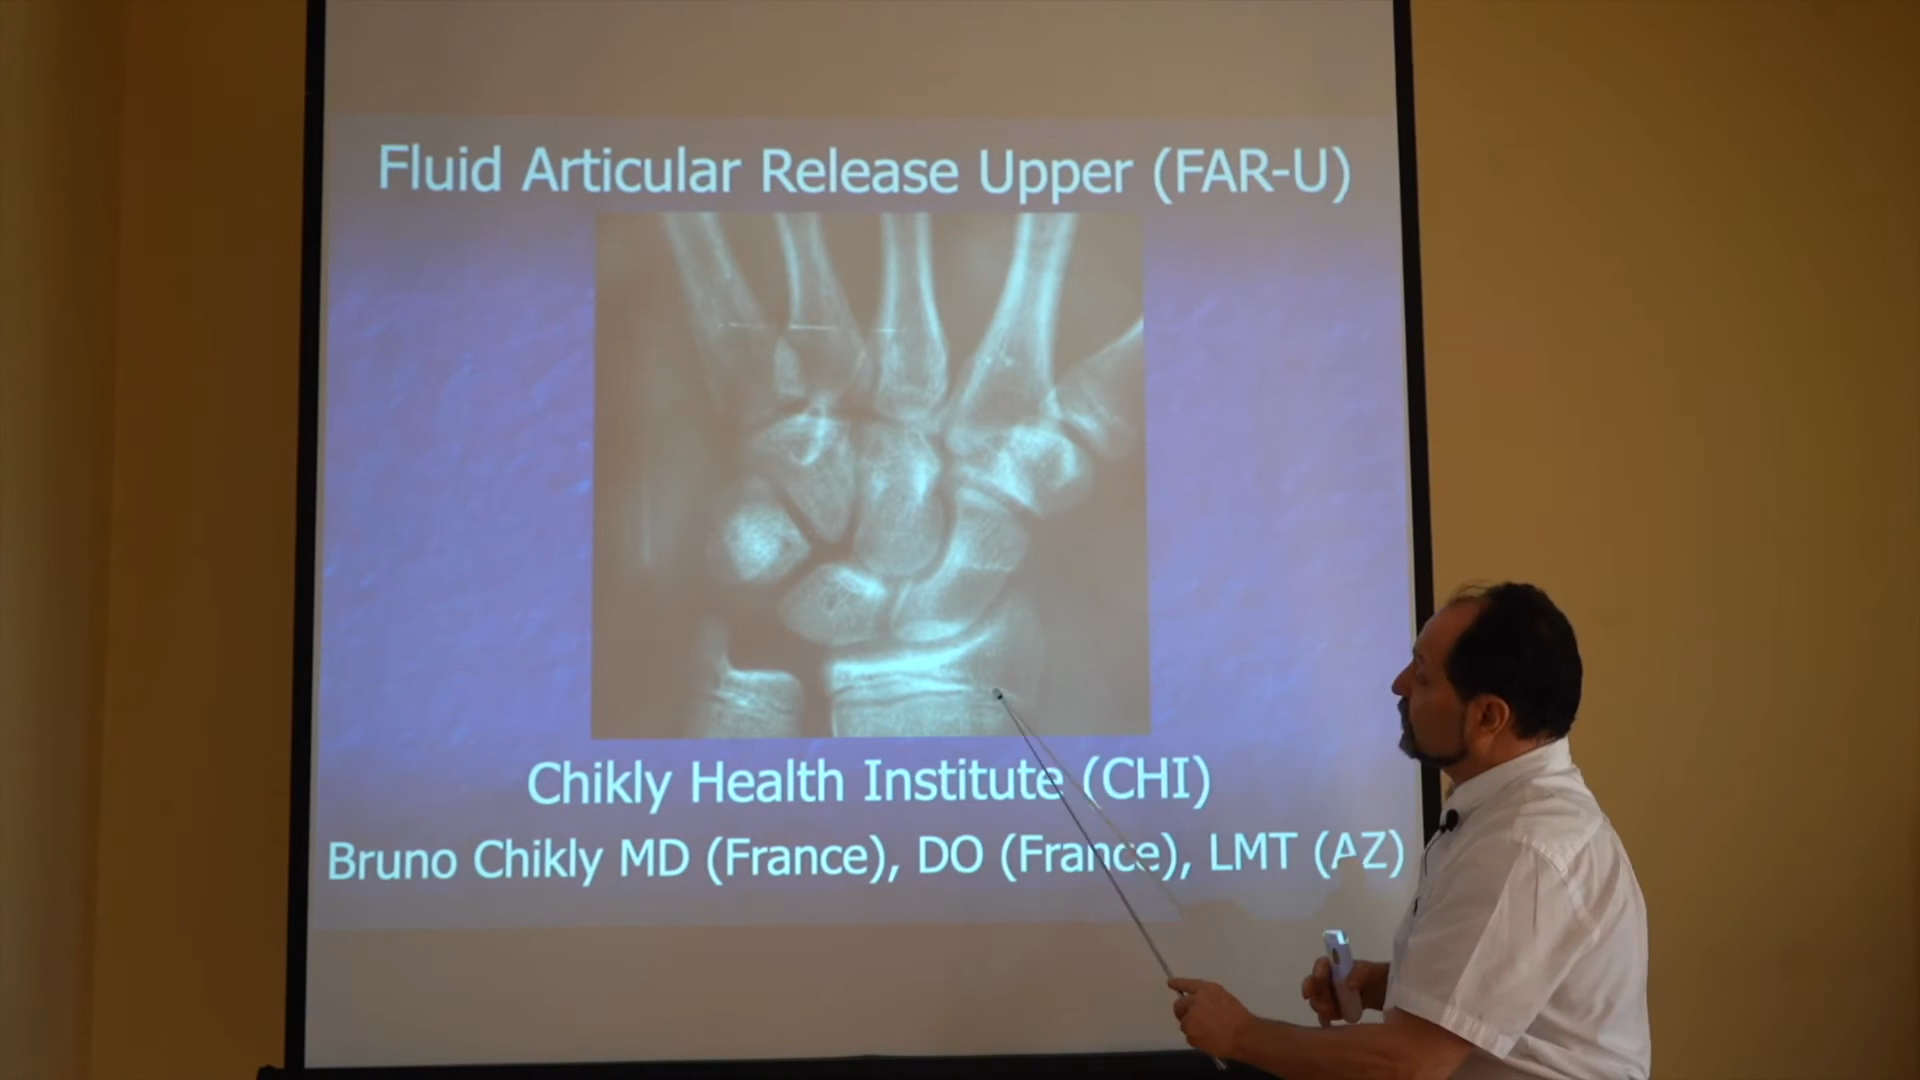 Fluid Articular Release Upper (FAR-U)
Chikly Health Institute (CHI)
Bruno Chikly MD (France), DO (France), LMT (AZ)